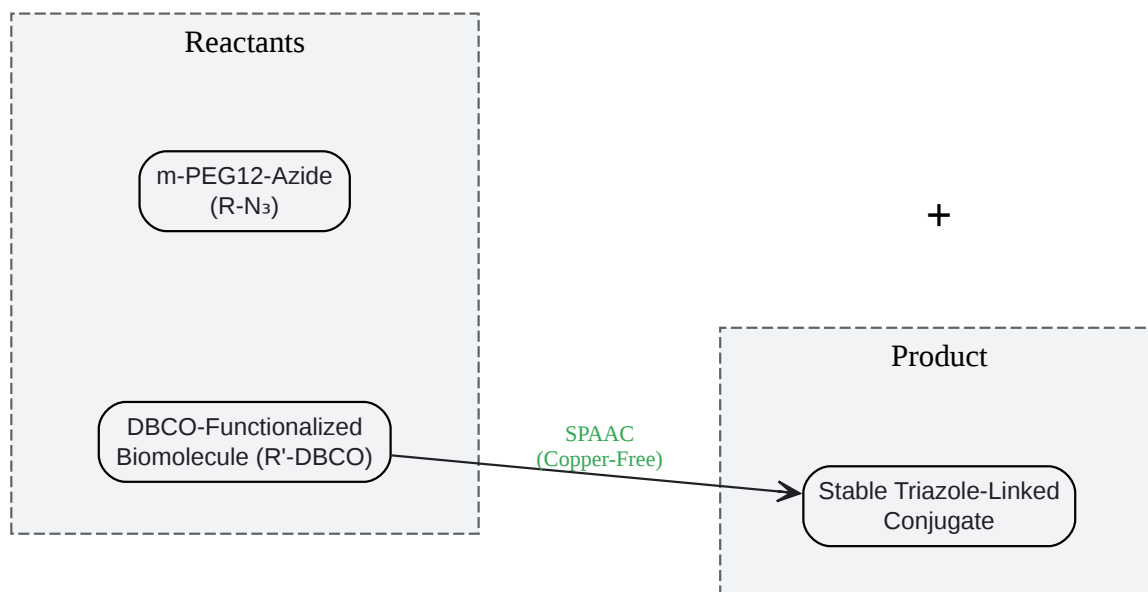 Reactants
m-PEG12-Azide
(R-N₃)
+
Product
DBCO-Functionalized
Biomolecule (R'-DBCO)
SPAAC
(Copper-Free)
Stable Triazole-Linked
Conjugate